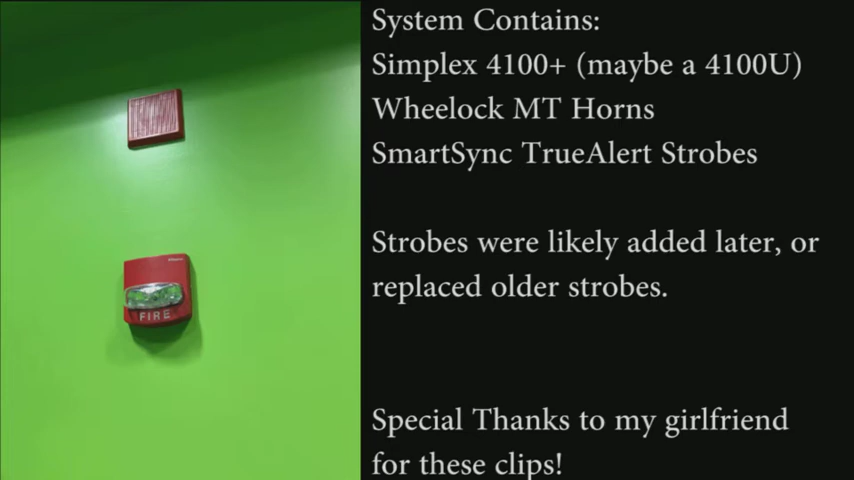 System Contains:
Simplex 4100+ (maybe a 4100U)
Wheelock MT Horns
SmartSync TrueAlert Strobes
Strobes were likely added later, or
replaced older strobes.
Special Thanks to my girlfriend
for these clips!
FIRE